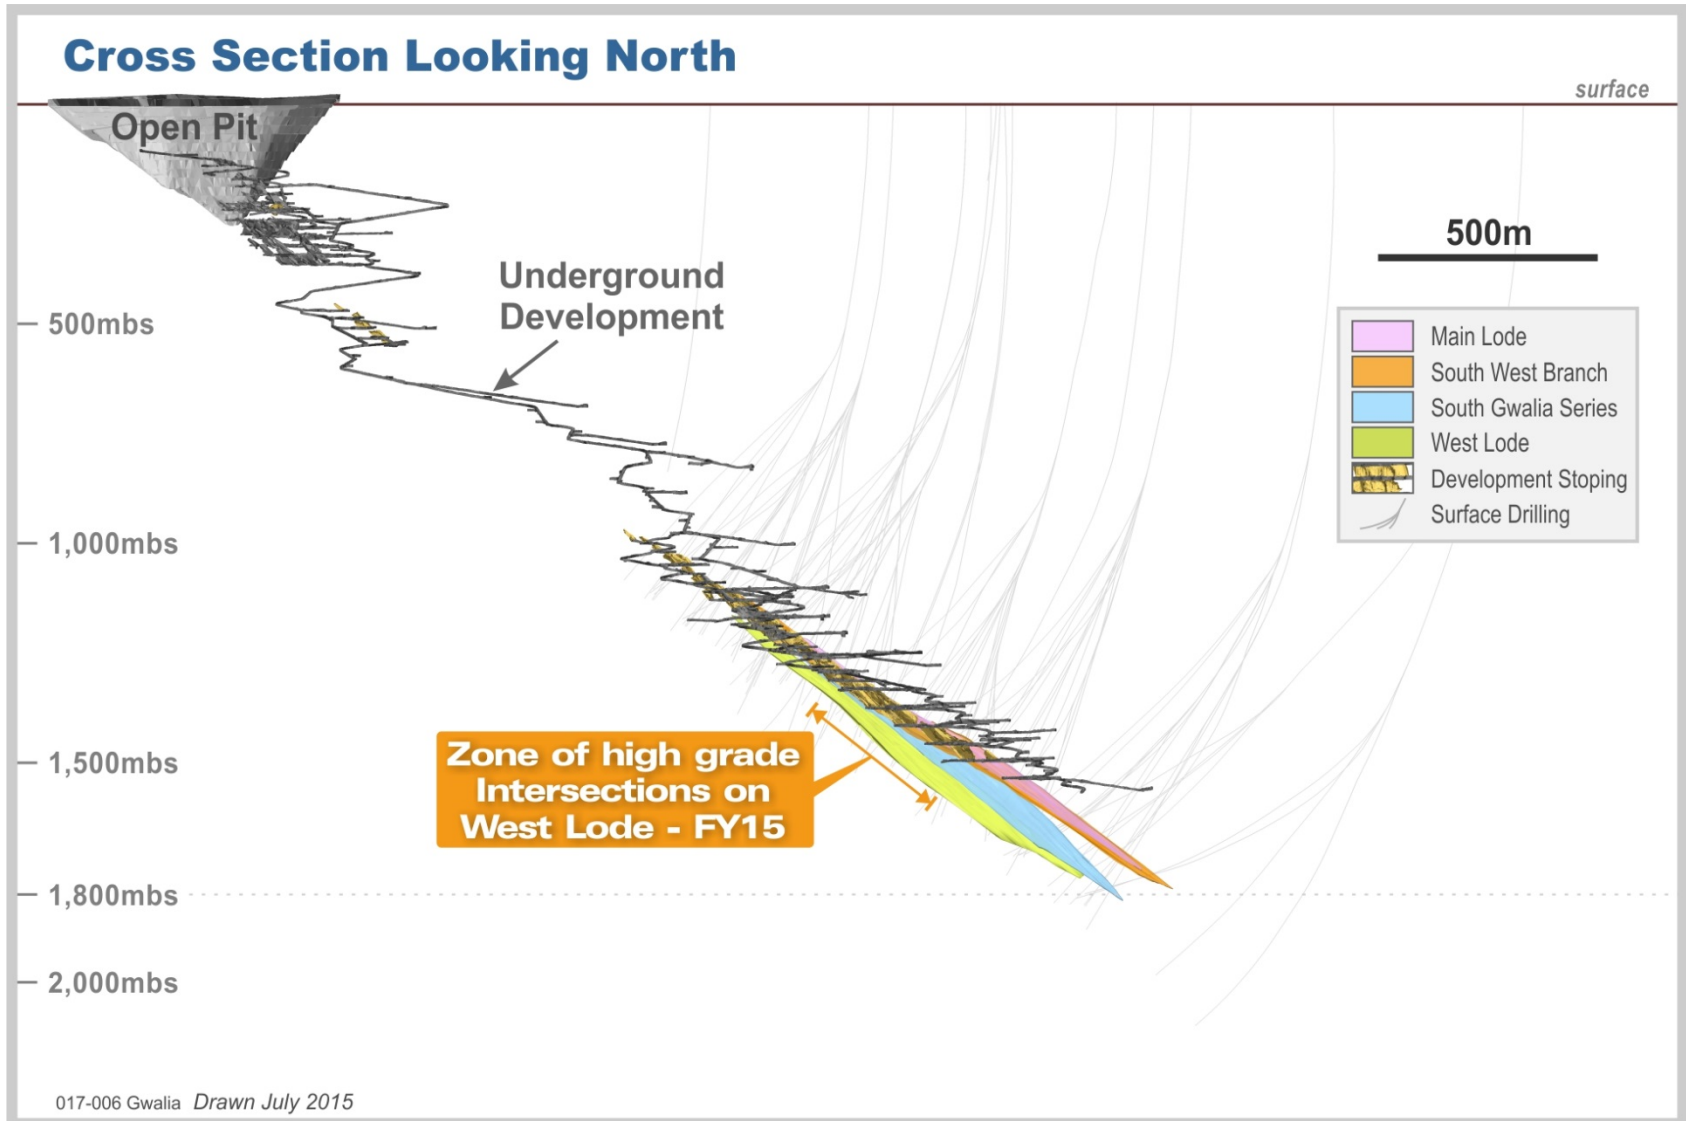 Cross Section Looking North
surface
Open Pit
500m
Underground
Development
500mbs
Main Lode
South West Branch
South Gwalia Series
West Lode
Development Stoping
Surface Drilling
1,000mbs
Zone of high grade
Intersections on
West Lode - FY15
1,500mbs
1,800mbs
2,000mbs
017-006 Gwalia Drawn July 2015